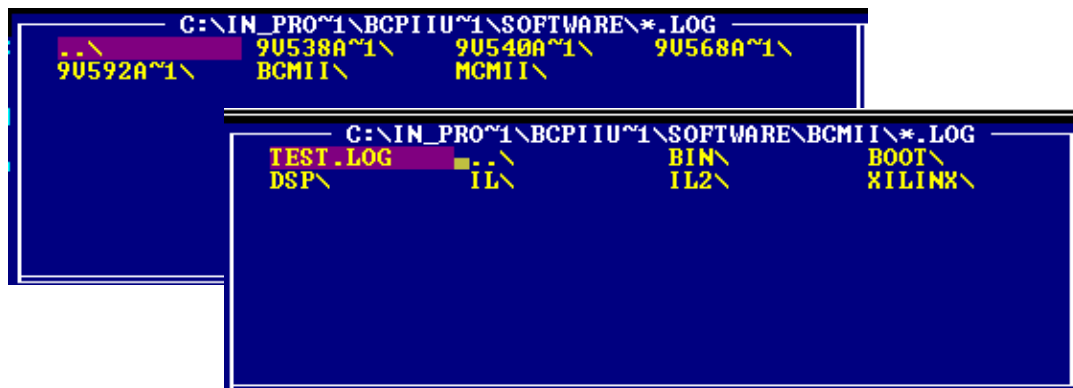 C:\IN_PRO~1\BCPIIU~1\SOFTWARE\*.LOG
..\ 9V538A~1\ 9V540A~1\ 9V568A~1\
9V592A~1\ BCMII\ MCMII\
C:\IN_PRO~1\BCPIIU~1\SOFTWARE\BCMII\*.LOG
TEST.LOG ..\ BIN\ BOOT\
DSP\ IL\ IL2\ XILINX\